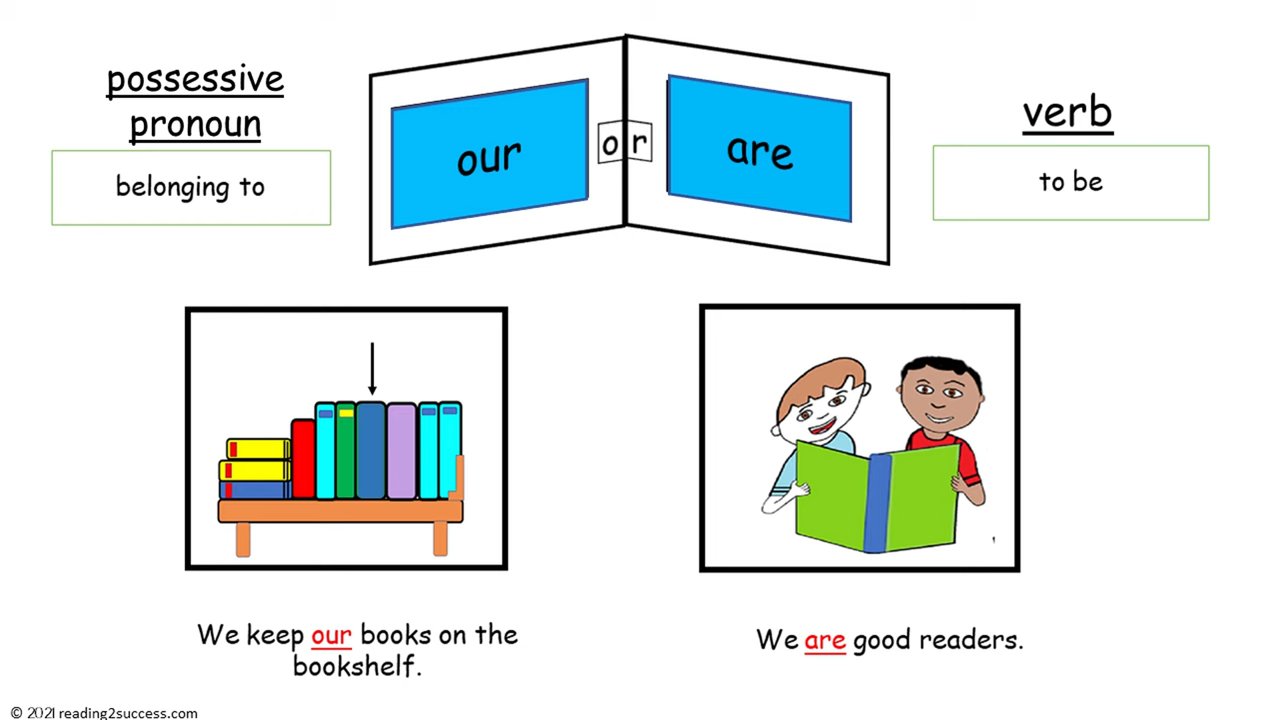 possessive
pronoun
belonging to
our
or
are
verb
to be
We keep our books on the
bookshelf.
We are good readers.
© 2021 reading2success.com